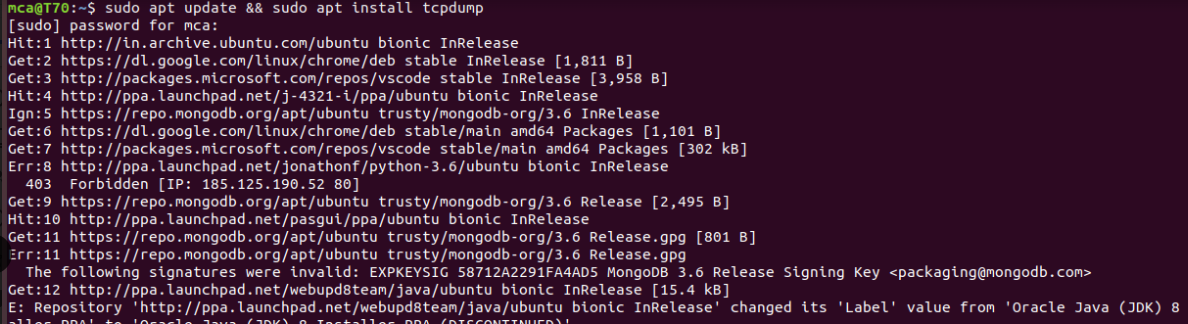 mca@T70:~$ sudo apt update && sudo apt install tcpdump
[sudo] password for mca:
Hit:1 http://in.archive.ubuntu.com/ubuntu bionic InRelease
Get:2 https://dl.google.com/linux/chrome/deb stable InRelease [1,811 B]
Get:3 http://packages.microsoft.com/repos/vscode stable InRelease [3,958 B]
Hit:4 http://ppa.launchpad.net/j-4321-i/ppa/ubuntu bionic InRelease
Ign:5 https://repo.mongodb.org/apt/ubuntu trusty/mongodb-org/3.6 InRelease
Get:6 https://dl.google.com/linux/chrome/deb stable/main amd64 Packages [1,101 B]
Get:7 http://packages.microsoft.com/repos/vscode stable/main amd64 Packages [302 kB]
Err:8 http://ppa.launchpad.net/jonathonf/python-3.6/ubuntu bionic InRelease
  403  Forbidden [IP: 185.125.190.52 80]
Get:9 https://repo.mongodb.org/apt/ubuntu trusty/mongodb-org/3.6 Release [2,495 B]
Hit:10 http://ppa.launchpad.net/pasgui/ppa/ubuntu bionic InRelease
Get:11 https://repo.mongodb.org/apt/ubuntu trusty/mongodb-org/3.6 Release.gpg [801 B]
Err:11 https://repo.mongodb.org/apt/ubuntu trusty/mongodb-org/3.6 Release.gpg
  The following signatures were invalid: EXPKEYSIG 58712A2291FA4AD5 MongoDB 3.6 Release Signing Key <packaging@mongodb.com>
Get:12 http://ppa.launchpad.net/webupd8team/java/ubuntu bionic InRelease [15.4 kB]
E: Repository 'http://ppa.launchpad.net/webupd8team/java/ubuntu bionic InRelease' changed its 'Label' value from 'Oracle Java (JDK) 8
aller PPA' to 'Oracle Java (JDK) 8 Installer PPA (DISCONTINUED)'